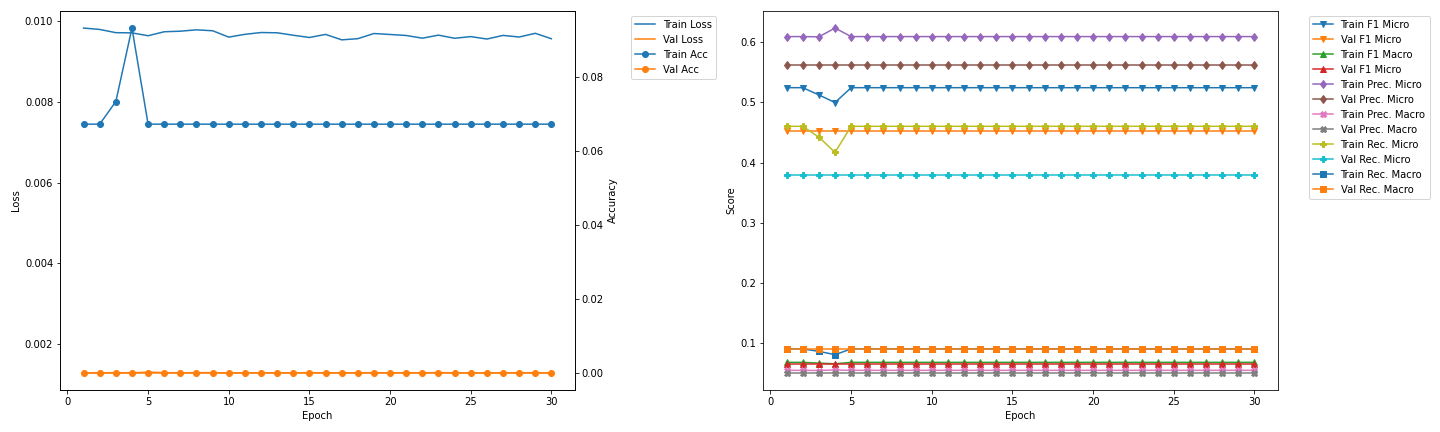 0.010
0.008
0.006
0.004
0.002
Loss
0
5
10
15
20
25
30
Epoch
0.08
0.06
0.04
0.02
0.00
Accuracy
Train Loss
Val Loss
Train Acc
Val Acc
0.6
0.5
0.4
0.3
0.2
0.1
Score
0
5
10
15
20
25
30
Epoch
Train F1 Micro
Val F1 Micro
Train F1 Macro
Val F1 Micro
Train Prec. Micro
Val Prec. Micro
Train Prec. Macro
Val Prec. Macro
Train Rec. Micro
Val Rec. Micro
Train Rec. Macro
Val Rec. Macro